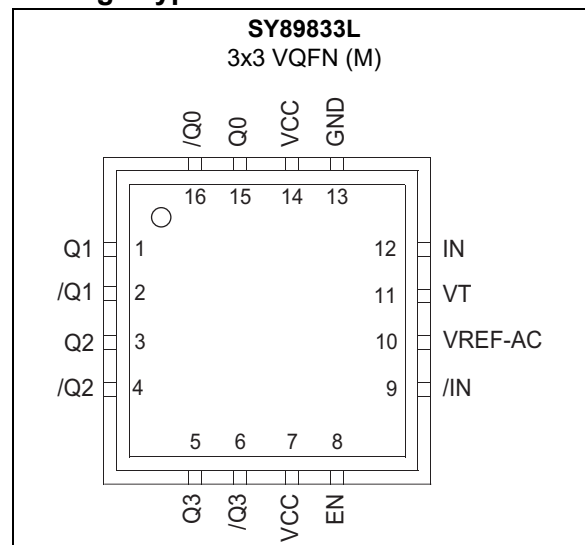 SY89833L
3x3 VQFN (M)
/Q0 Q0 VCC GND
16 15 14 13
Q1 1 12 IN
/Q1 2 11 VT
Q2 3 10 VREF-AC
/Q2 4 9 /IN
5 6 7 8
Q3 /Q3 VCC EN